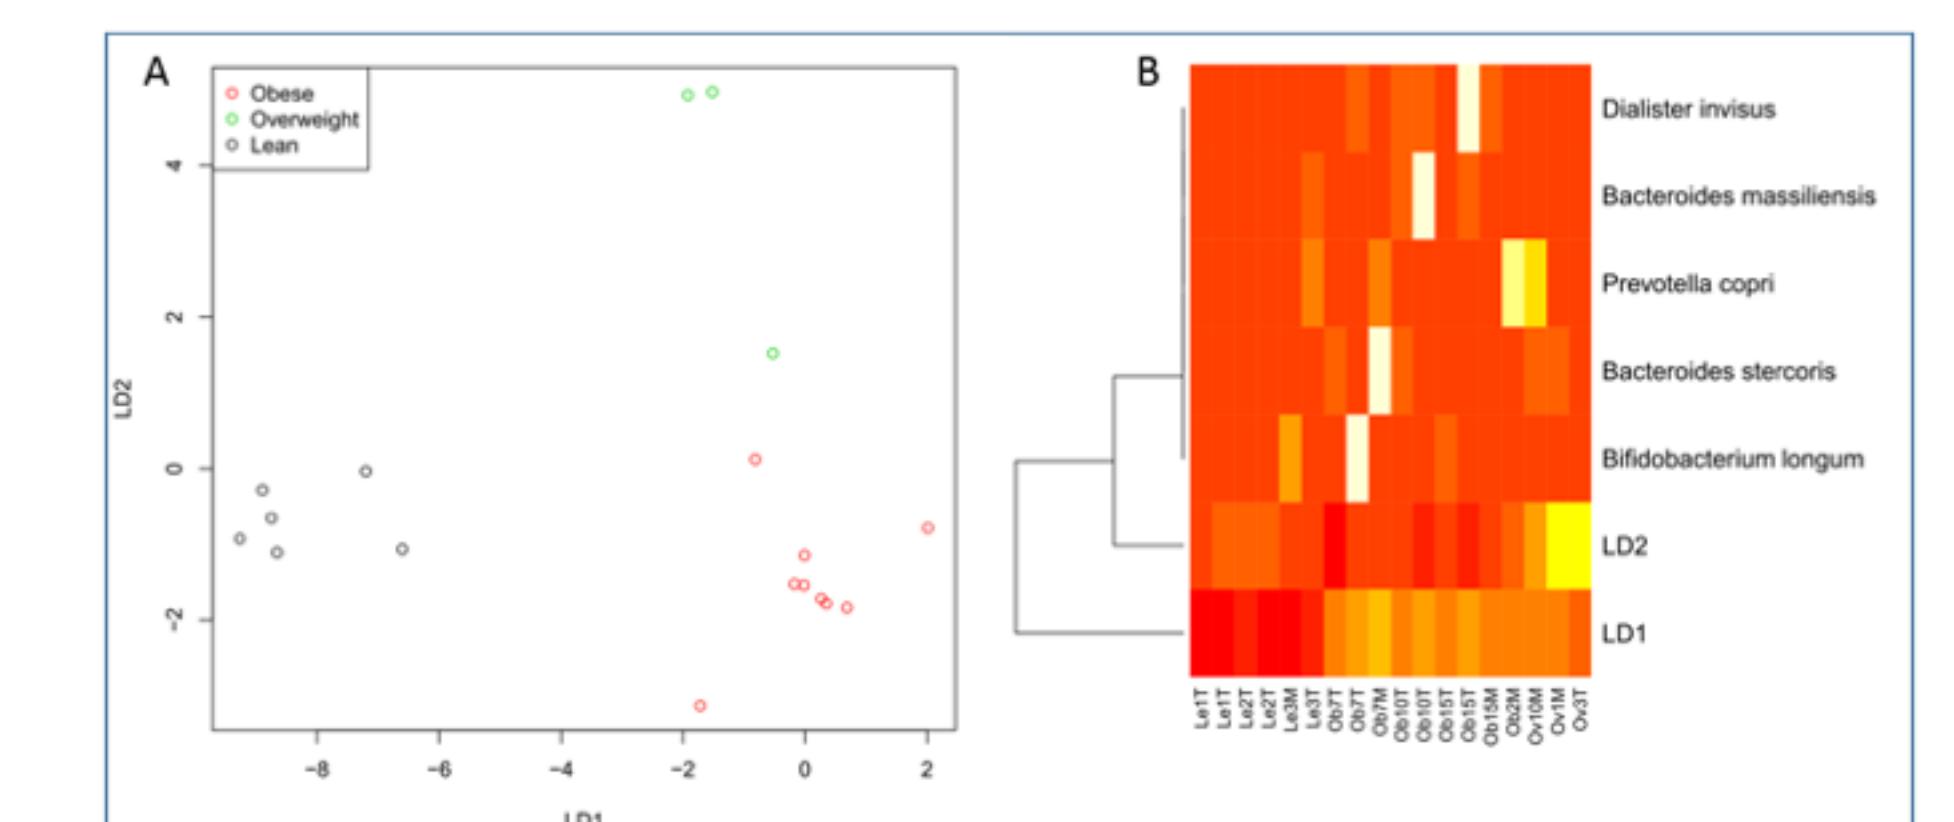 A
Obese
Overweight
Lean
4
2
0
−2
LD2
−8 −6 −4 −2 0 2
LD1
B
Dialister invisus
Bacteroides massiliensis
Prevotella copri
Bacteroides stercoris
Bifidobacterium longum
LD2
LD1
Le1T Le1T Le2T Le2T Le3M Le3T Ob7T Ob7T Ob7M Ob10T Ob10T Ob15T Ob15T Ob15M Ob2M Ov10M Ov1M Ov3T